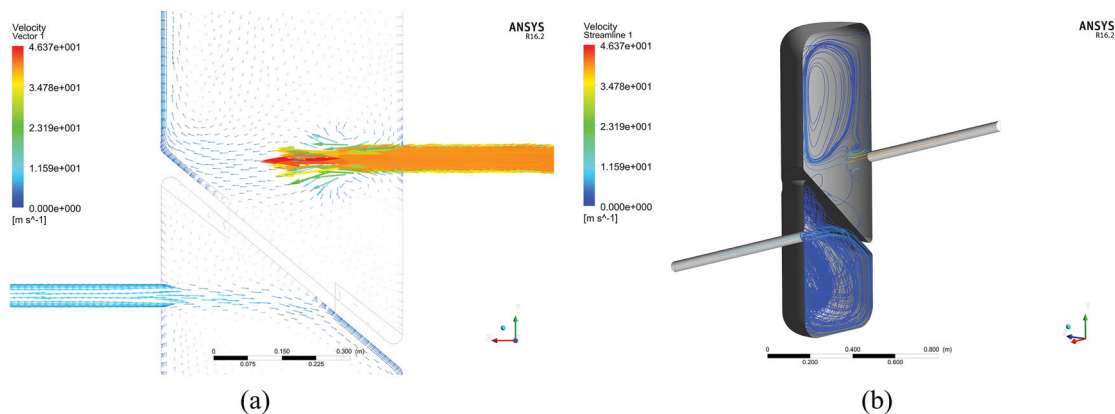 Velocity
Vector 1
4.637e+001
3.478e+001
2.319e+001
1.159e+001
0.000e+000
[m s^-1]
ANSYS
R16.2
0
0.150
0.300 (m)
0.075
0.225
(a)
Velocity
Streamline 1
4.637e+001
3.478e+001
2.319e+001
1.159e+001
0.000e+000
[m s^-1]
ANSYS
R16.2
0
0.400
0.800 (m)
0.200
0.600
(b)